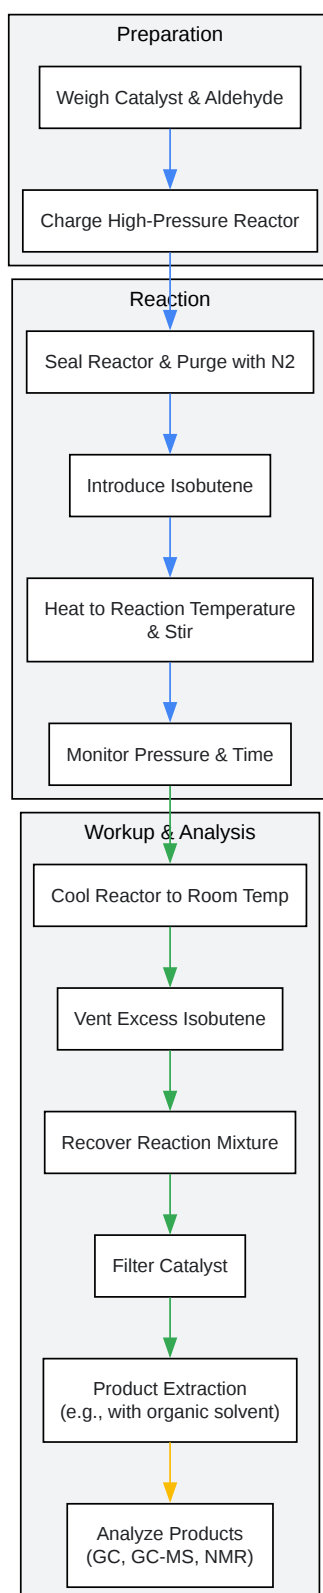 Preparation
Weigh Catalyst & Aldehyde
Charge High-Pressure Reactor
Reaction
Seal Reactor & Purge with N2
Introduce Isobutene
Heat to Reaction Temperature
& Stir
Monitor Pressure & Time
Workup & Analysis
Cool Reactor to Room Temp
Vent Excess Isobutene
Recover Reaction Mixture
Filter Catalyst
Product Extraction
(e.g., with organic solvent)
Analyze Products
(GC, GC-MS, NMR)